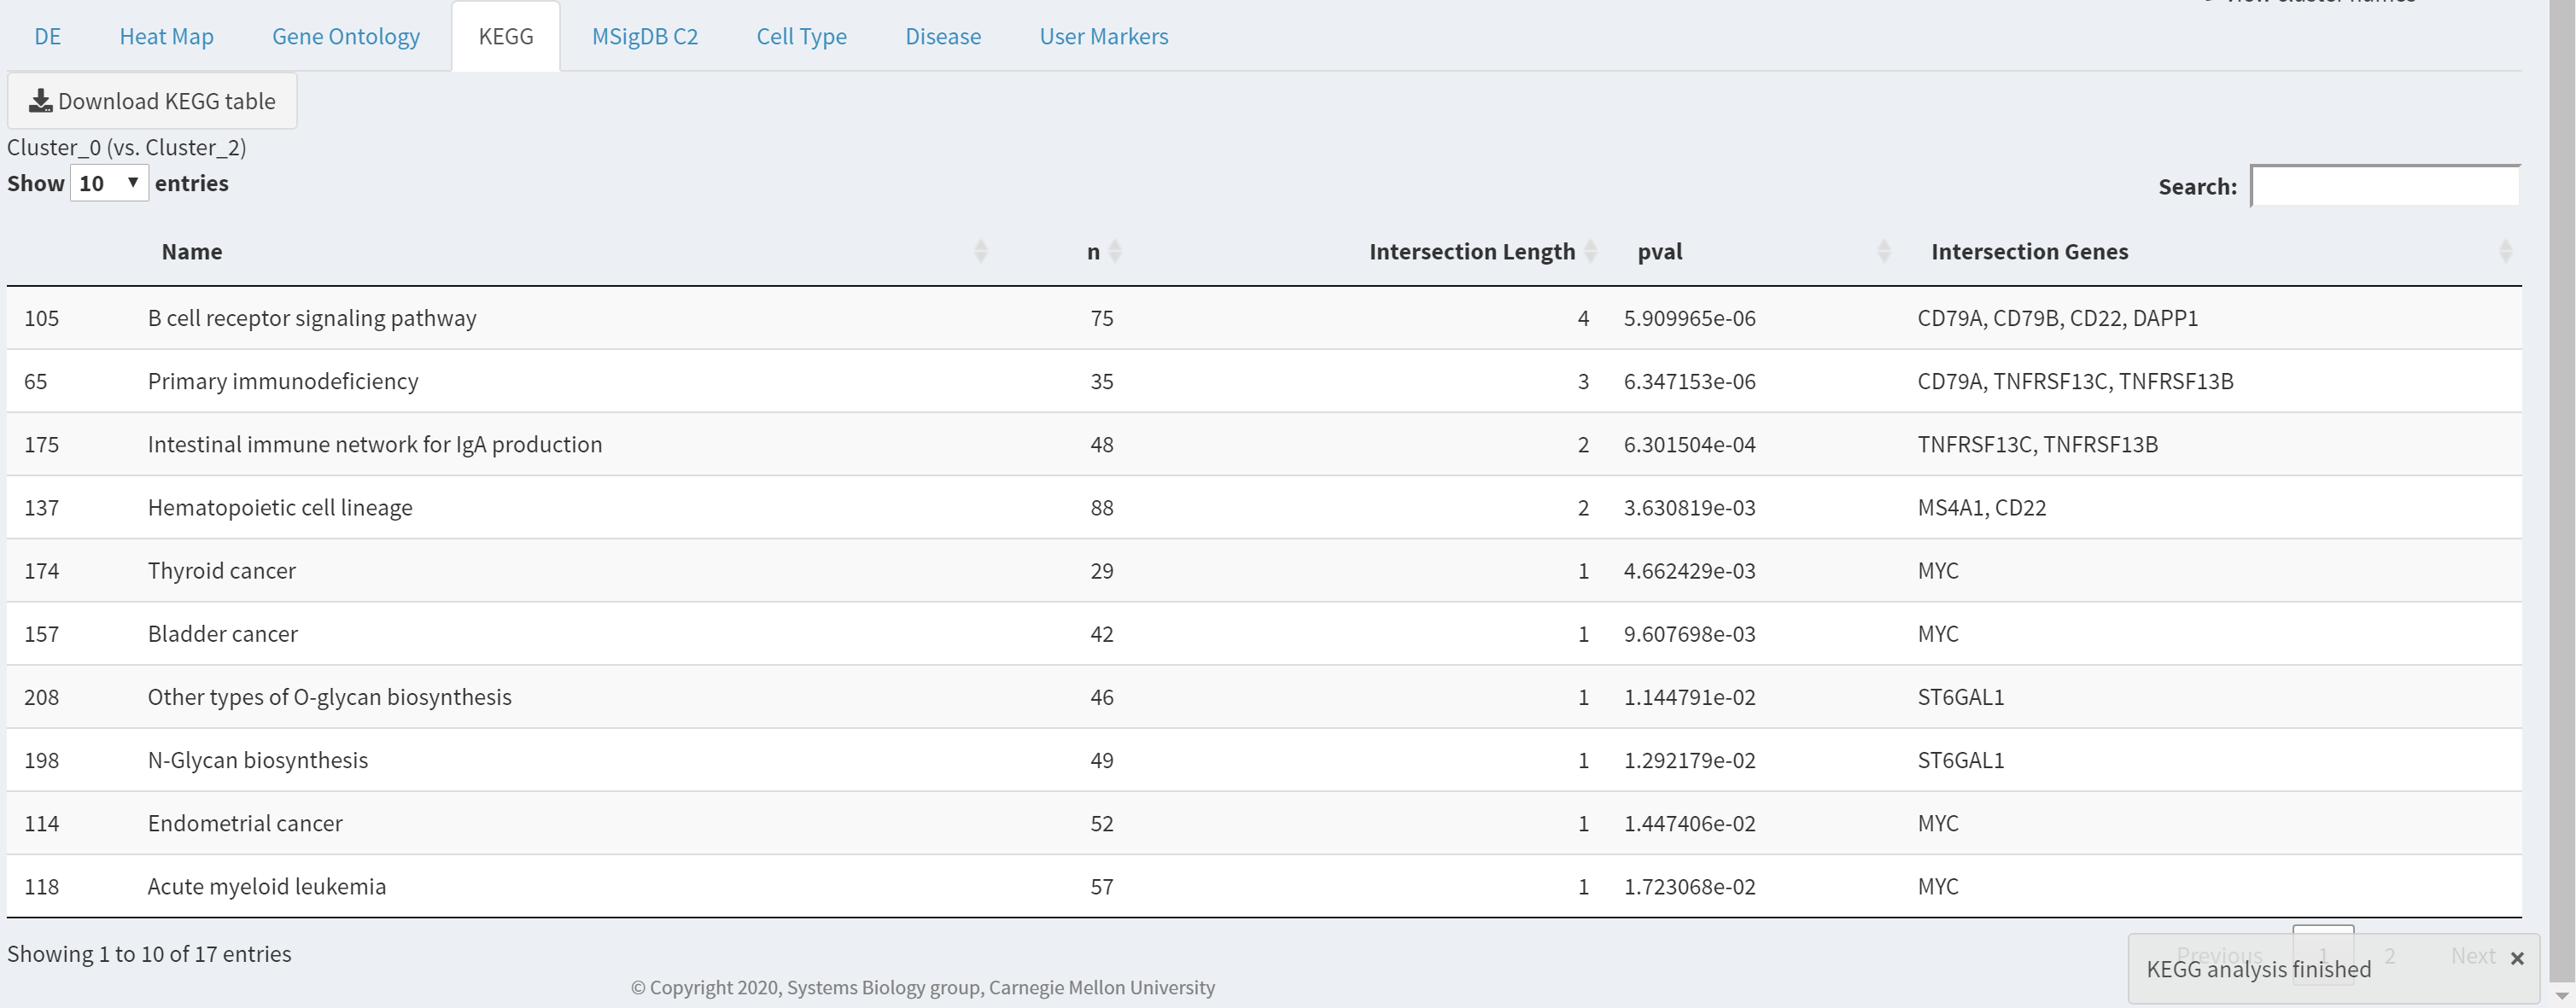 DE Heat Map Gene Ontology KEGG MSigDB C2 Cell Type Disease User Markers
Download KEGG table
Cluster_0 (vs. Cluster_2)
Show 10 entries Search:
Name n Intersection Length pval Intersection Genes
105 B cell receptor signaling pathway 75 4 5.909965e-06 CD79A, CD79B, CD22, DAPP1
65 Primary immunodeficiency 35 3 6.347153e-06 CD79A, TNFRSF13C, TNFRSF13B
175 Intestinal immune network for IgA production 48 2 6.301504e-04 TNFRSF13C, TNFRSF13B
137 Hematopoietic cell lineage 88 2 3.630819e-03 MS4A1, CD22
174 Thyroid cancer 29 1 4.662429e-03 MYC
157 Bladder cancer 42 1 9.607698e-03 MYC
208 Other types of O-glycan biosynthesis 46 1 1.144791e-02 ST6GAL1
198 N-Glycan biosynthesis 49 1 1.292179e-02 ST6GAL1
114 Endometrial cancer 52 1 1.447406e-02 MYC
118 Acute myeloid leukemia 57 1 1.723068e-02 MYC
Showing 1 to 10 of 17 entries Previous 1 2 Next
KEGG analysis finished
© Copyright 2020, Systems Biology group, Carnegie Mellon University